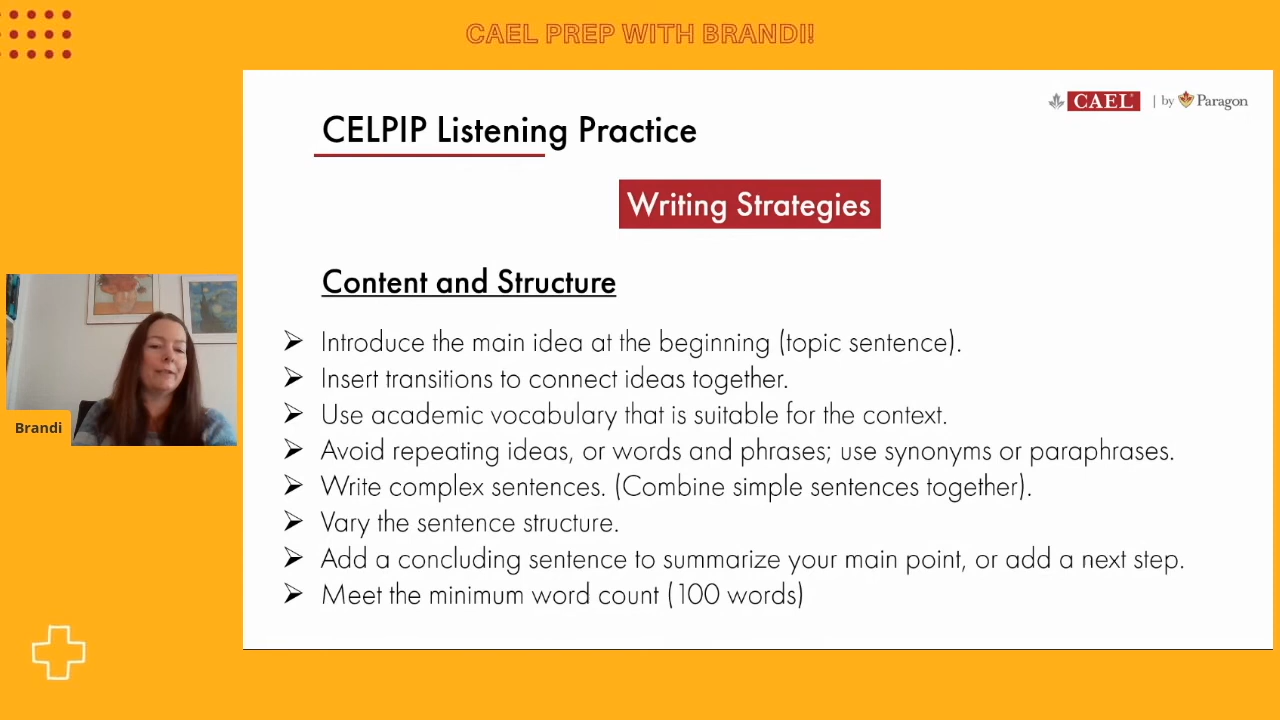 CAEL PREP WITH BRANDI!
CAEL | by Paragon
CELPIP Listening Practice
Writing Strategies
Content and Structure
➢ Introduce the main idea at the beginning (topic sentence).
➢ Insert transitions to connect ideas together.
➢ Use academic vocabulary that is suitable for the context.
➢ Avoid repeating ideas, or words and phrases; use synonyms or paraphrases.
➢ Write complex sentences. (Combine simple sentences together).
➢ Vary the sentence structure.
➢ Add a concluding sentence to summarize your main point, or add a next step.
➢ Meet the minimum word count (100 words)
Brandi